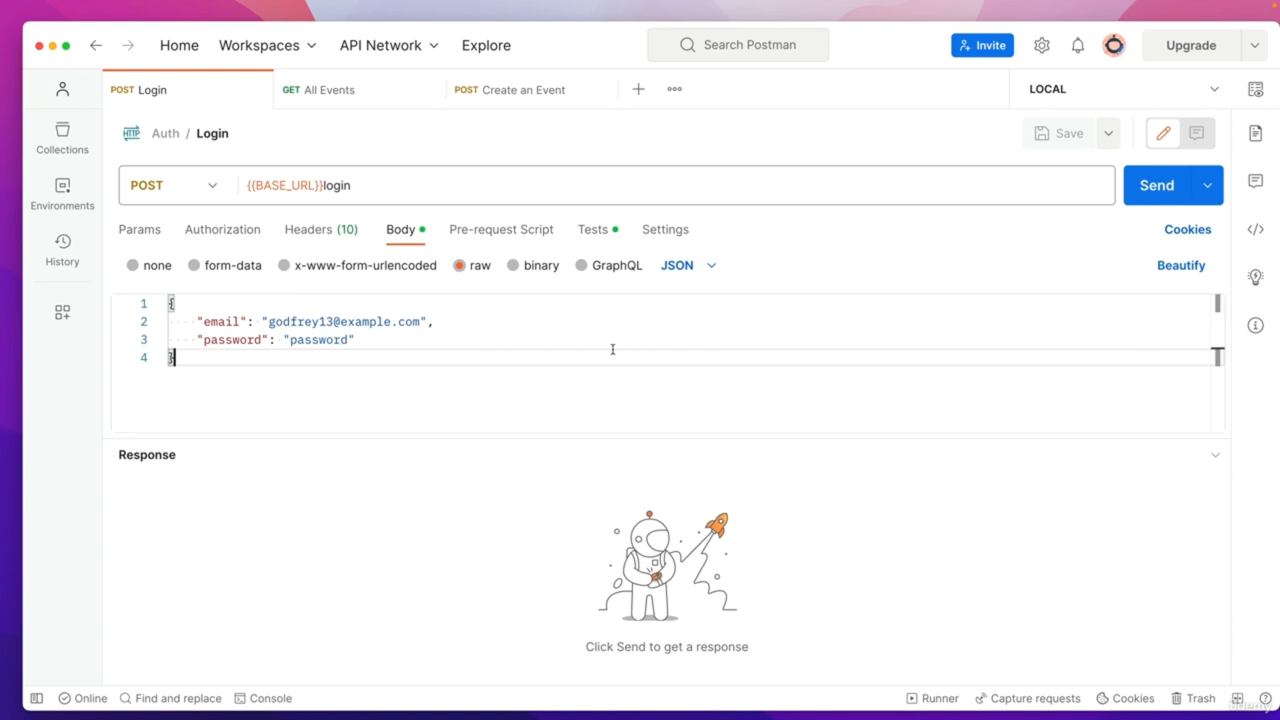 Home Workspaces API Network Explore Search Postman Invite Upgrade
POST Login GET All Events POST Create an Event LOCAL
HTTP Auth / Login Save
Collections
POST {{BASE_URL}}login Send
Environments
Params Authorization Headers (10) Body Pre-request Script Tests Settings Cookies
History
none form-data x-www-form-urlencoded raw binary GraphQL JSON Beautify
1 {
2 "email": "godfrey13@example.com",
3 "password": "password"
4 }
Response
Click Send to get a response
Online Find and replace Console Runner Capture requests Cookies Trash